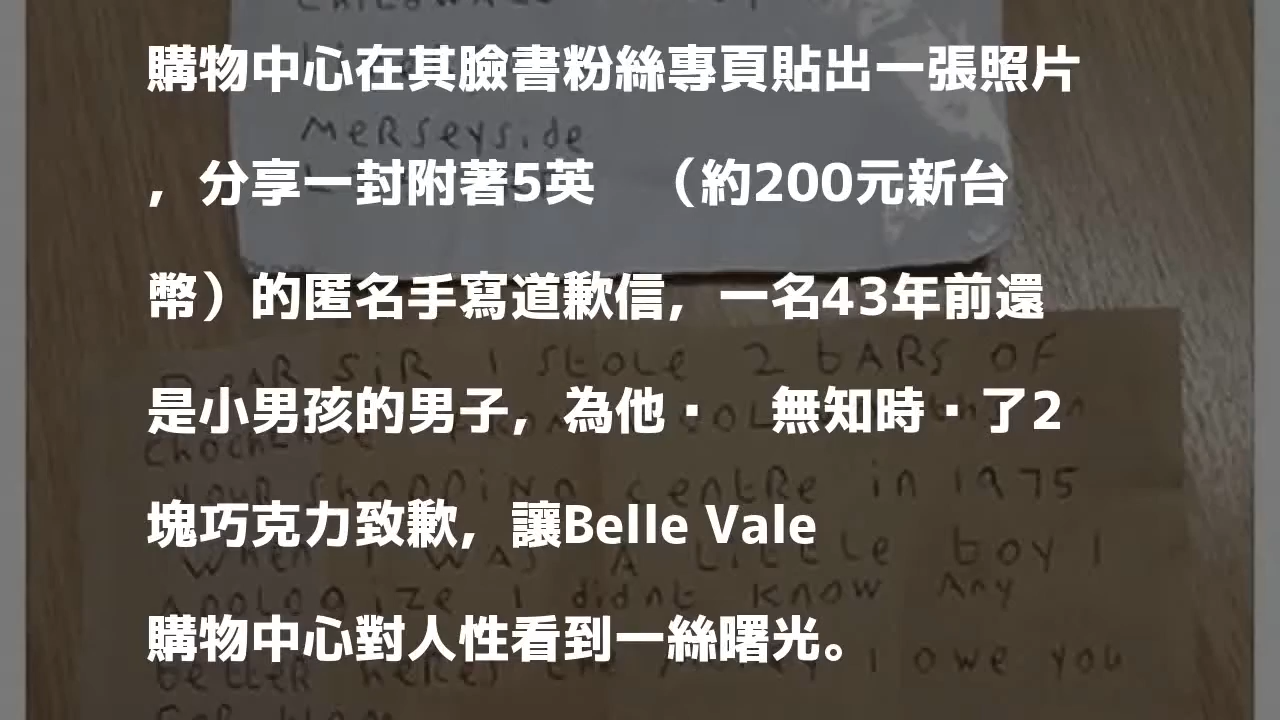 購物中心在其臉書粉絲專頁貼出一張照片
Merseyside
，分享一封附著5英 （約200元新台
幣）的匿名手寫道歉信，一名43年前還
Dear Sir I Stole 2 bars of
是小男孩的男子，為他▪ 無知時▪了2
your shopping centre in 1975
塊巧克力致歉，讓Belle Vale
When I was A Little boy I
Apologize I didnt know Any
購物中心對人性看到一絲曙光。
better heres the money I owe you